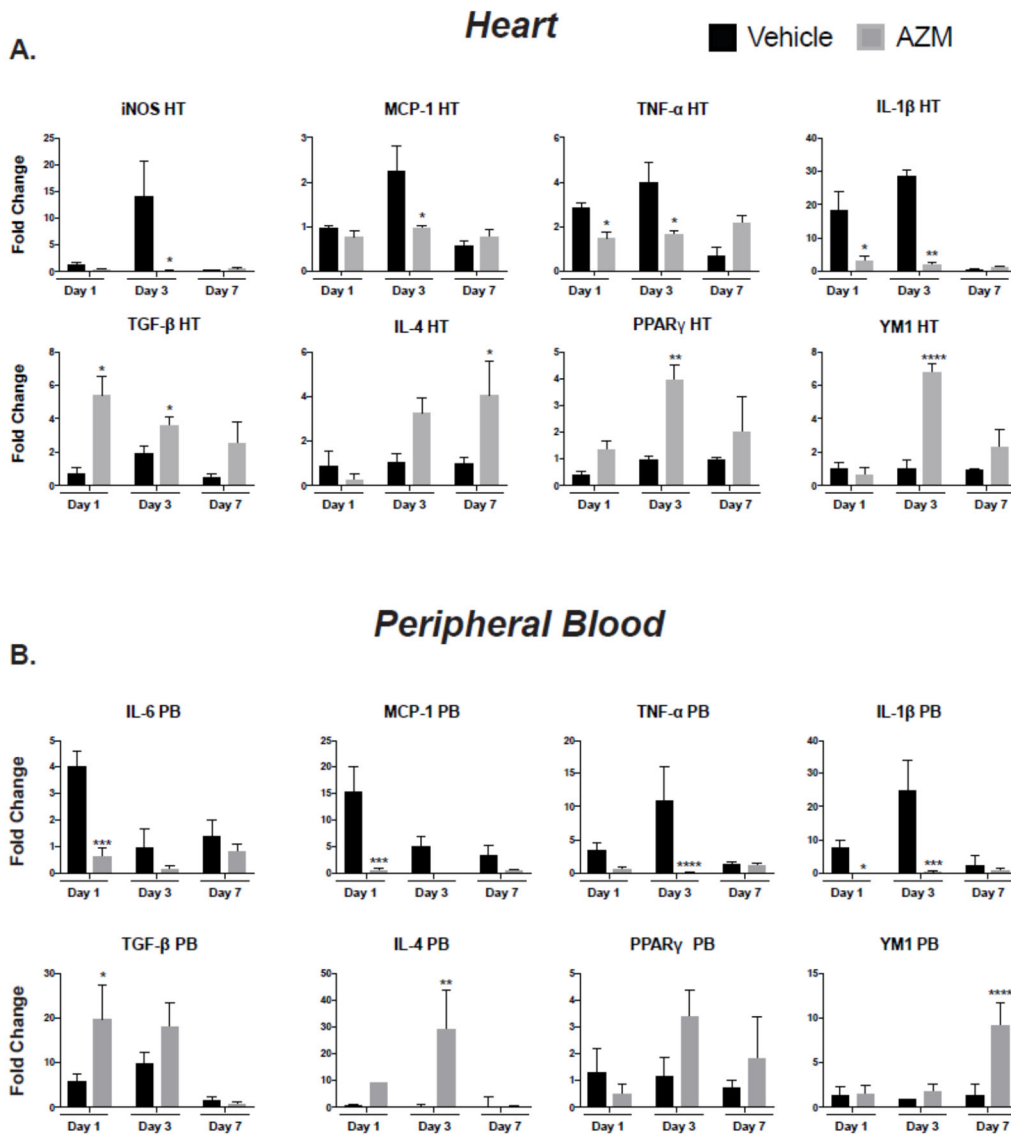 Heart
Vehicle AZM
A.
iNOS HT MCP-1 HT TNF-α HT IL-1β HT
Fold Change
25 20 15 10 5 0
3 2 1 0
6 4 2 0
40 30 20 10 0
* * * * * **
Day 1 Day 3 Day 7 Day 1 Day 3 Day 7 Day 1 Day 3 Day 7 Day 1 Day 3 Day 7
TGF-β HT IL-4 HT PPARγ HT YM1 HT
Fold Change
8 6 4 2 0
6 4 2 0
5 4 3 2 1 0
8 6 4 2 0
* * * ** ****
Day 1 Day 3 Day 7 Day 1 Day 3 Day 7 Day 1 Day 3 Day 7 Day 1 Day 3 Day 7
Peripheral Blood
B.
IL-6 PB MCP-1 PB TNF-α PB IL-1β PB
Fold Change
5 4 3 2 1 0
25 20 15 10 5 0
20 15 10 5 0
40 30 20 10 0
*** *** **** * ***
Day 1 Day 3 Day 7 Day 1 Day 3 Day 7 Day 1 Day 3 Day 7 Day 1 Day 3 Day 7
TGF-β PB IL-4 PB PPARγ PB YM1 PB
Fold Change
30 20 10 0
50 40 30 20 10 0
5 4 3 2 1 0
15 10 5 0
* ** ****
Day 1 Day 3 Day 7 Day 1 Day 3 Day 7 Day 1 Day 3 Day 7 Day 1 Day 3 Day 7